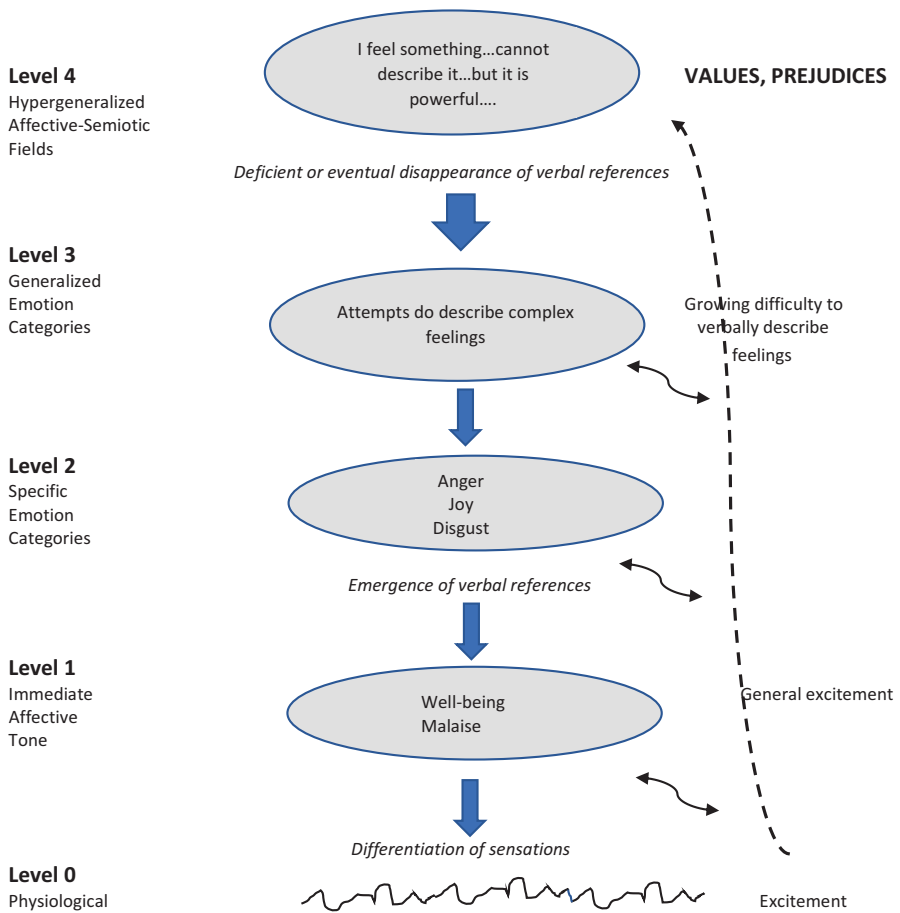 Level 4
Hypergeneralized
Affective-Semiotic
Fields
I feel something...cannot
describe it...but it is
powerful....
VALUES, PREJUDICES
Deficient or eventual disappearance of verbal references
Level 3
Generalized
Emotion
Categories
Attempts do describe complex
feelings
Growing difficulty to
verbally describe
feelings
Level 2
Specific
Emotion
Categories
Anger
Joy
Disgust
Emergence of verbal references
Level 1
Immediate
Affective
Tone
Well-being
Malaise
General excitement
Differentiation of sensations
Level 0
Physiological
Excitement